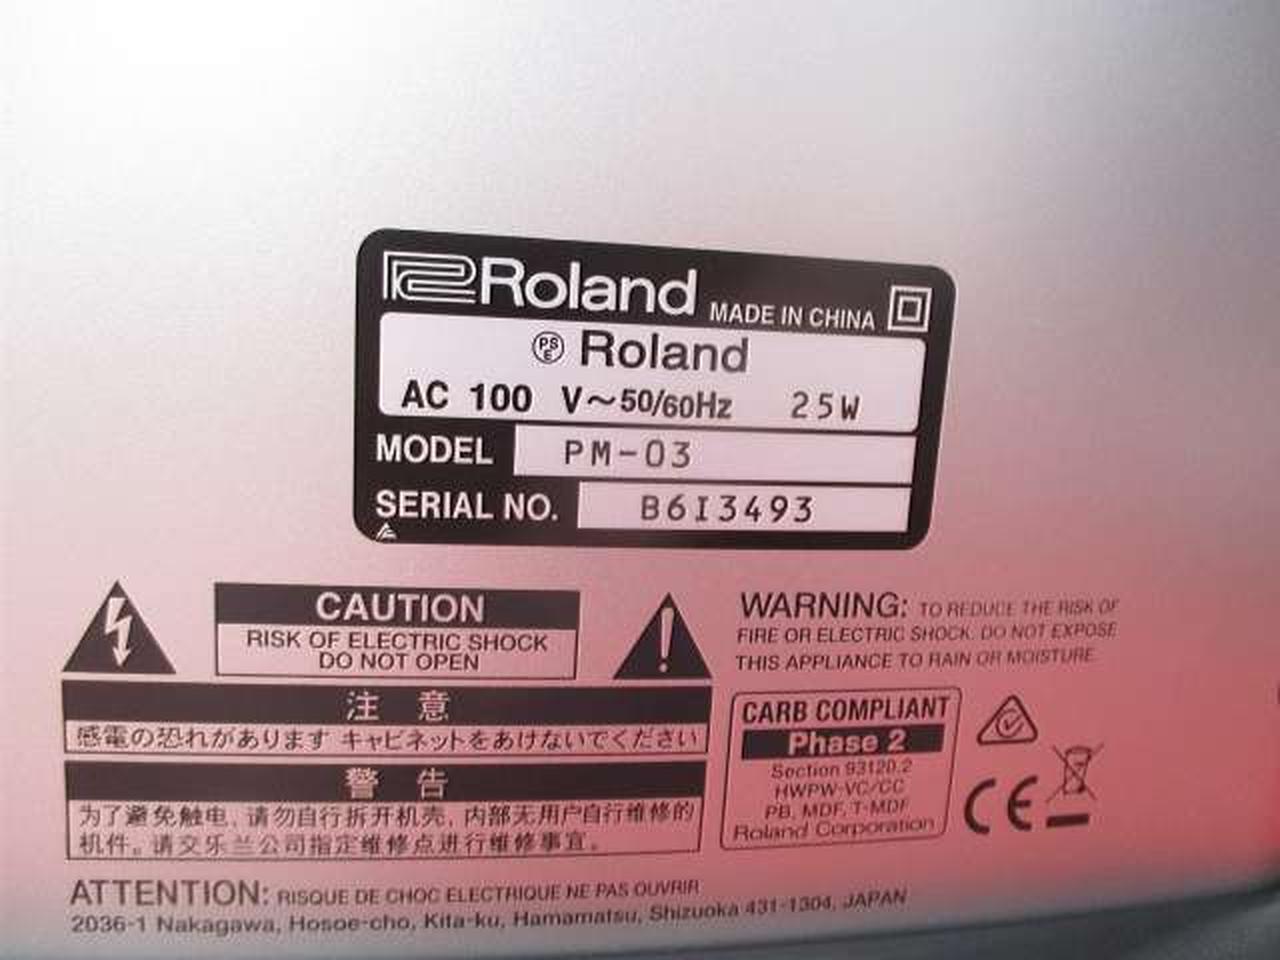 Roland MADE IN CHINA
PSE Roland
AC 100 V～50/60Hz 25W
MODEL PM-03
SERIAL NO. B6I3493
CAUTION
RISK OF ELECTRIC SHOCK
DO NOT OPEN
WARNING: TO REDUCE THE RISK OF
FIRE OR ELECTRIC SHOCK. DO NOT EXPOSE
THIS APPLIANCE TO RAIN OR MOISTURE.
注 意
感電の恐れがあります キャビネットをあけないでください
警 告
为了避免触电, 请勿自行拆开机壳, 内部无用户自行维修的
机件。请交乐兰公司指定维修点进行维修事宜。
CARB COMPLIANT
Phase 2
Section 93120.2
HWPW-VC/CC
PB, MDF, T-MDF
Roland Corporation
CE
ATTENTION: RISQUE DE CHOC ELECTRIQUE NE PAS OUVRIR
2036-1 Nakagawa, Hosoe-cho, Kita-ku, Hamamatsu, Shizuoka 431-1304, JAPAN